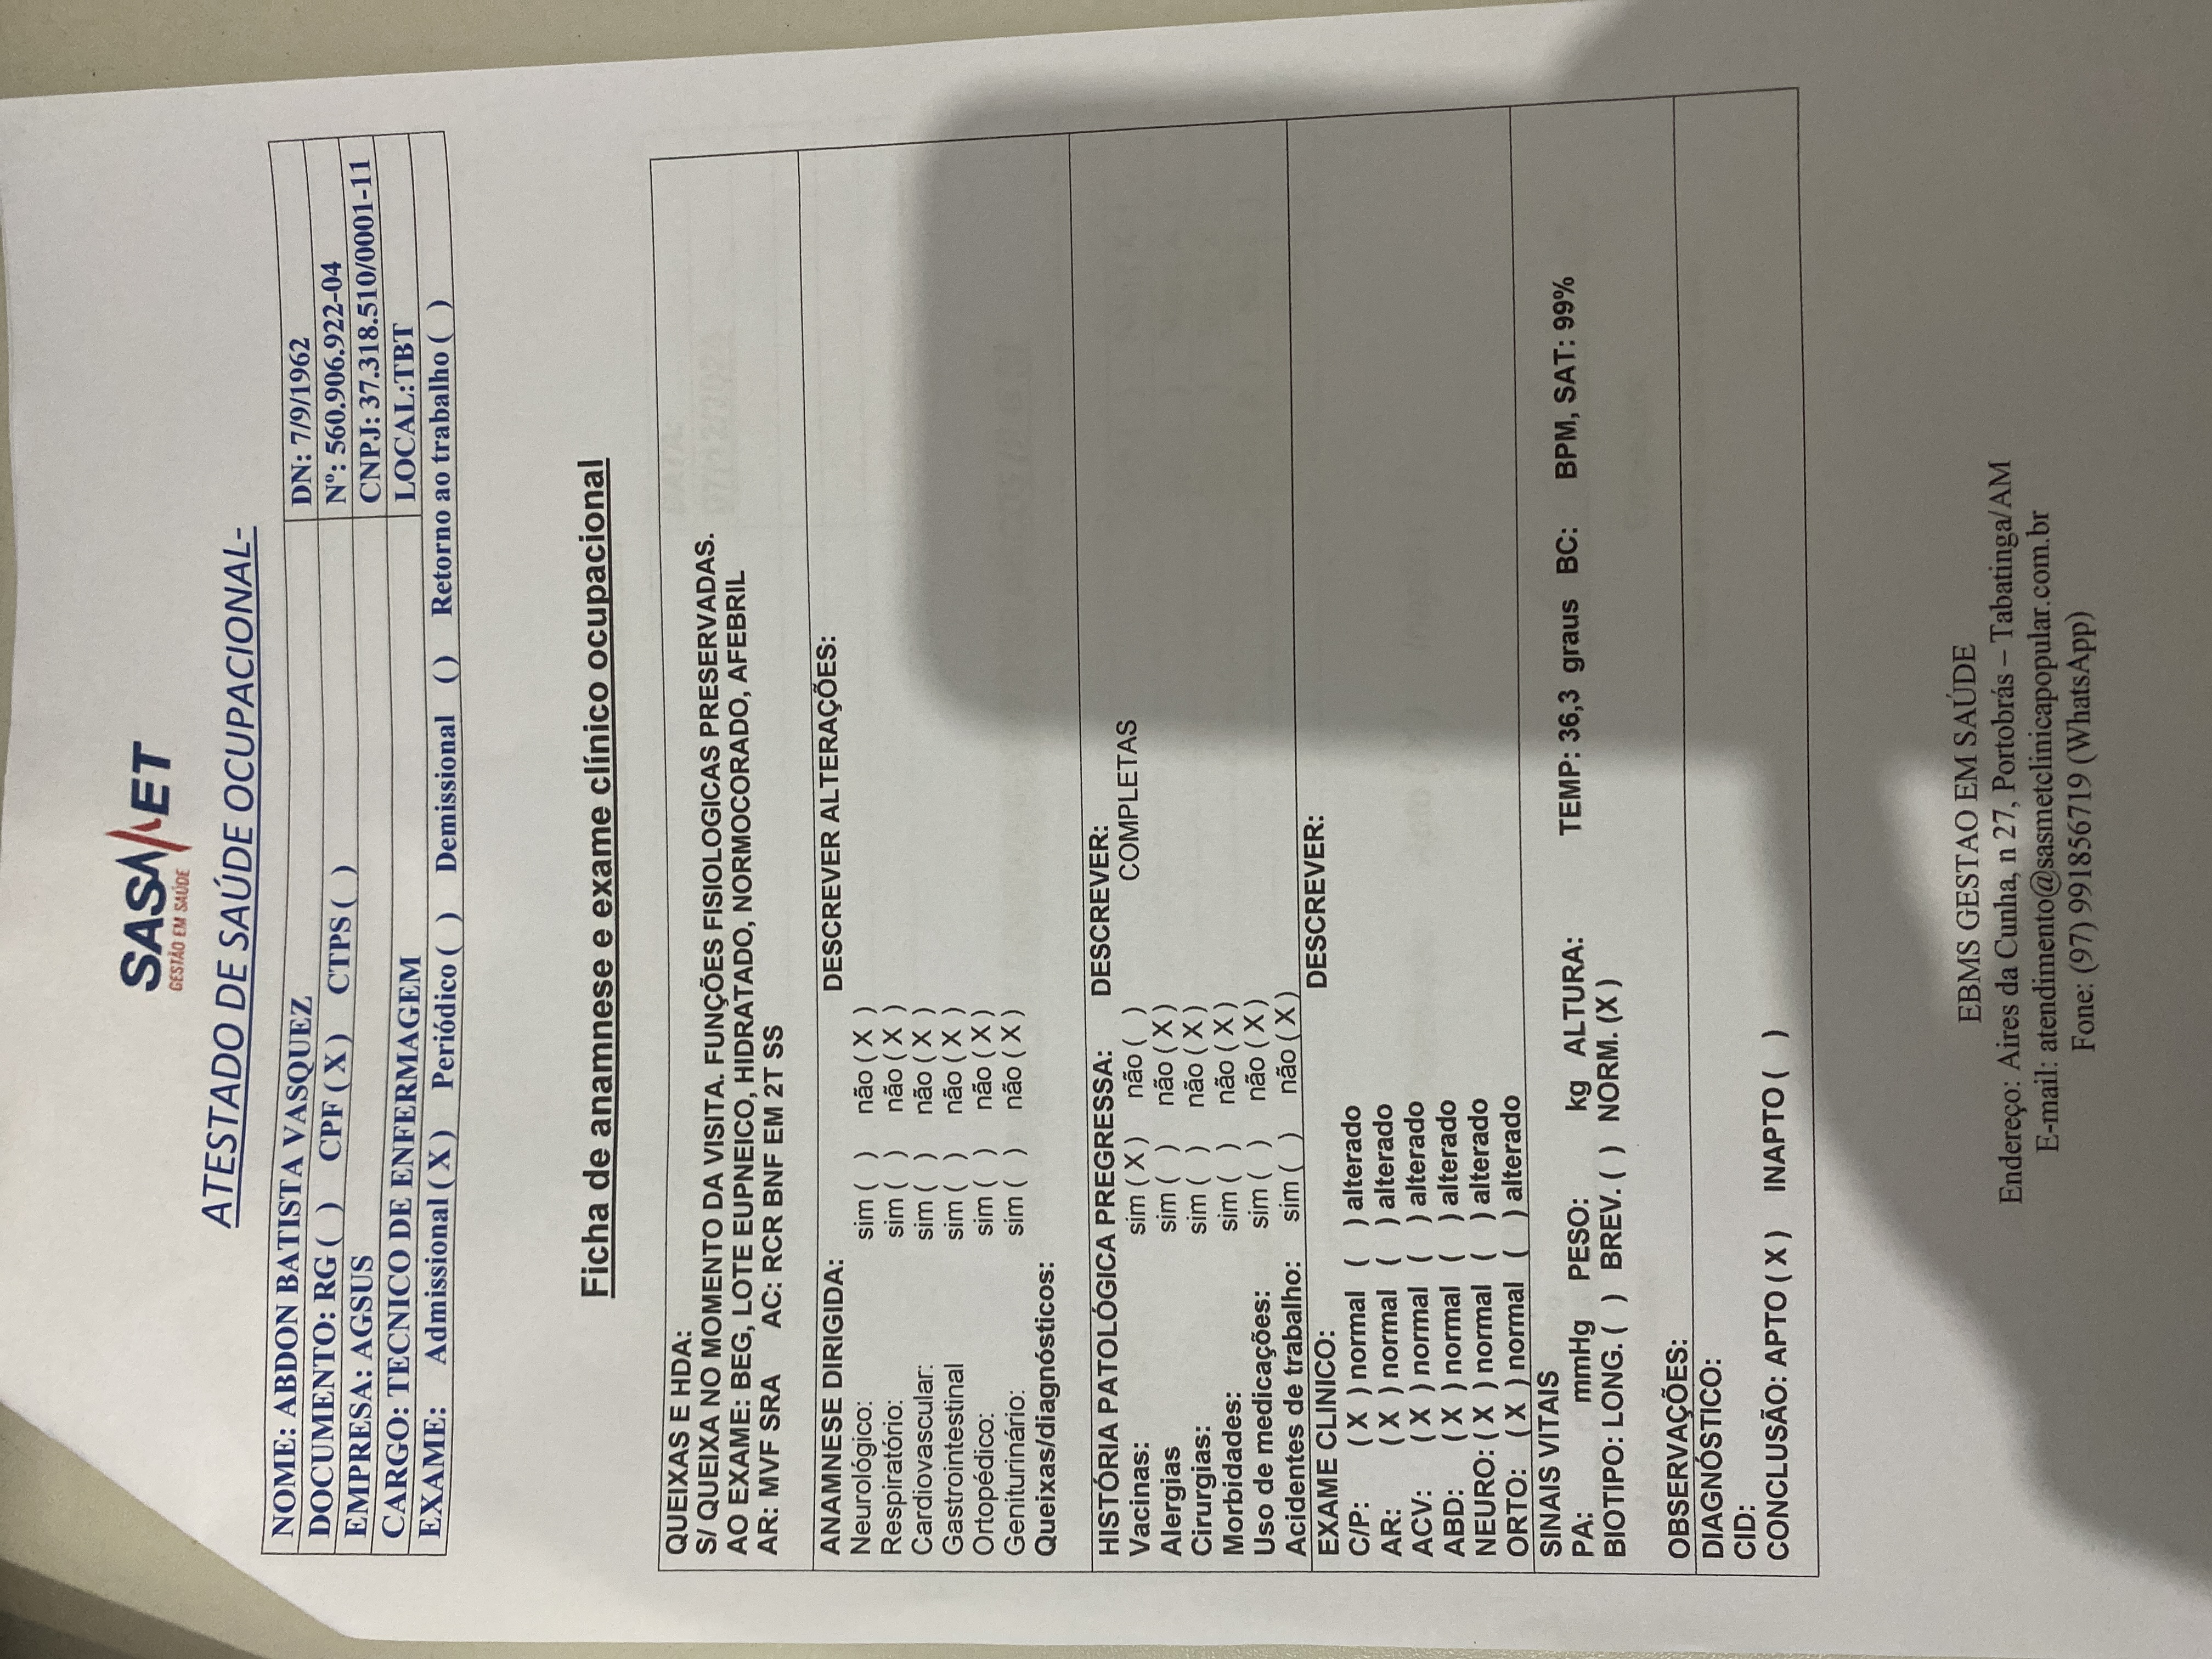 SASMET
GESTÃO EM SAÚDE
ATESTADO DE SAÚDE OCUPACIONAL-
NOME: ABDON BATISTA VASQUEZ DN: 7/9/1962
DOCUMENTO: RG ( ) CPF ( X ) CTPS ( ) Nº: 560.906.922-04
EMPRESA: AGSUS CNPJ: 37.318.510/0001-11
CARGO: TECNICO DE ENFERMAGEM LOCAL:TBT
EXAME: Admissional ( X ) Periódico ( ) Demissional ( ) Retorno ao trabalho ( )
Ficha de anamnese e exame clínico ocupacional
QUEIXAS E HDA:
S/ QUEIXA NO MOMENTO DA VISITA. FUNÇÕES FISIOLOGICAS PRESERVADAS.
AO EXAME: BEG, LOTE EUPNEICO, HIDRATADO, NORMOCORADO, AFEBRIL
AR: MVF SRA AC: RCR BNF EM 2T SS
ANAMNESE DIRIGIDA: DESCREVER ALTERAÇÕES:
Neurológico: sim ( ) não ( X )
Respiratório: sim ( ) não ( X )
Cardiovascular: sim ( ) não ( X )
Gastrointestinal sim ( ) não ( X )
Ortopédico: sim ( ) não ( X )
Geniturinário: sim ( ) não ( X )
Queixas/diagnósticos:
HISTÓRIA PATOLÓGICA PREGRESSA: DESCREVER:
Vacinas: sim ( X ) não ( ) COMPLETAS
Alergias sim ( ) não ( X )
Cirurgias: sim ( ) não ( X )
Morbidades: sim ( ) não ( X )
Uso de medicações: sim ( ) não ( X )
Acidentes de trabalho: sim ( ) não ( X )
EXAME CLINICO: DESCREVER:
C/P: ( X ) normal ( ) alterado
AR: ( X ) normal ( ) alterado
ACV: ( X ) normal ( ) alterado
ABD: ( X ) normal ( ) alterado
NEURO: ( X ) normal ( ) alterado
ORTO: ( X ) normal ( ) alterado
SINAIS VITAIS
PA: mmHg PESO: kg ALTURA: TEMP: 36,3 graus BC: BPM, SAT: 99%
BIOTIPO: LONG. ( ) BREV. ( ) NORM. (X )
OBSERVAÇÕES:
DIAGNÓSTICO:
CID:
CONCLUSÃO: APTO ( X ) INAPTO ( )
EBMS GESTAO EM SAÚDE
Endereço: Aires da Cunha, n 27, Portobrás – Tabatinga/AM
E-mail: atendimento@sasmetclinicapopular.com.br
Fone: (97) 991856719 (WhatsApp)